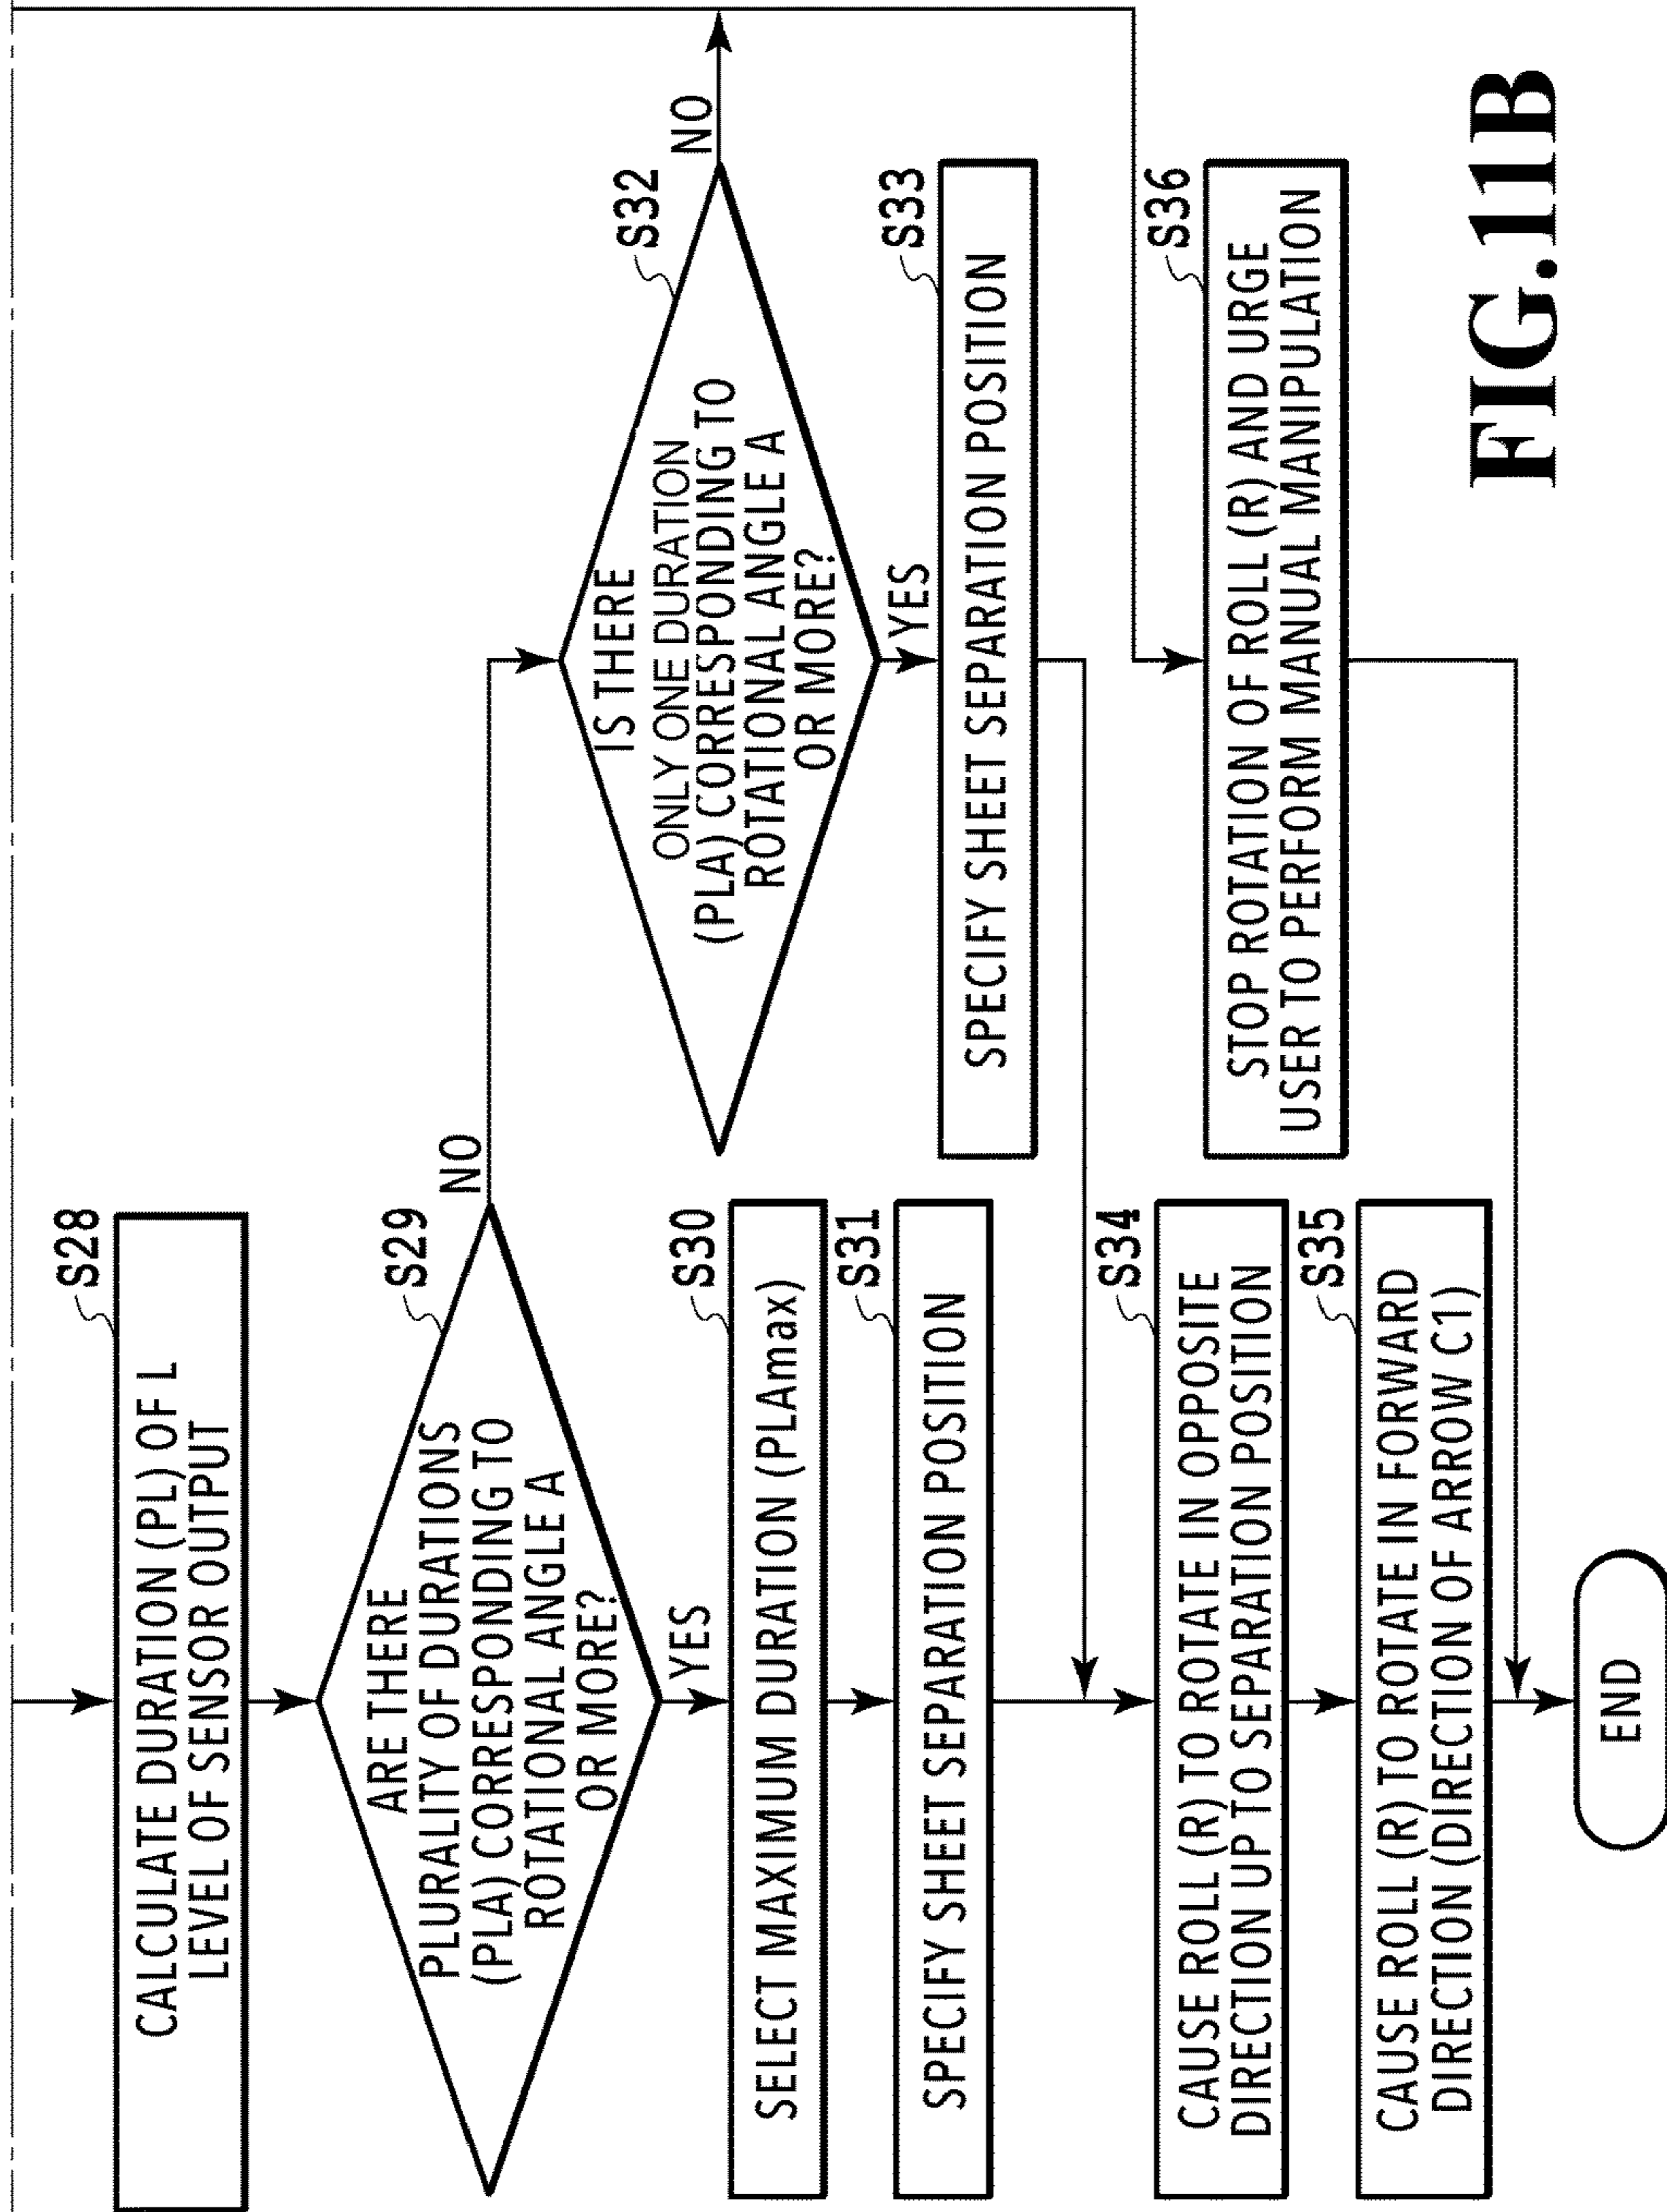 S28
CALCULATE DURATION (PL) OF L
LEVEL OF SENSOR OUTPUT
S29
ARE THERE
PLURALITY OF DURATIONS
(PLA) CORRESPONDING TO
ROTATIONAL ANGLE A
OR MORE?
NO
YES
S30
SELECT MAXIMUM DURATION (PLAmax)
S31
SPECIFY SHEET SEPARATION POSITION
S32
IS THERE
ONLY ONE DURATION
(PLA) CORRESPONDING TO
ROTATIONAL ANGLE A
OR MORE?
NO
YES
S33
SPECIFY SHEET SEPARATION POSITION
S34
CAUSE ROLL (R) TO ROTATE IN OPPOSITE
DIRECTION UP TO SEPARATION POSITION
S35
CAUSE ROLL (R) TO ROTATE IN FORWARD
DIRECTION (DIRECTION OF ARROW C1)
S36
STOP ROTATION OF ROLL (R) AND URGE
USER TO PERFORM MANUAL MANIPULATION
END
FIG.11B